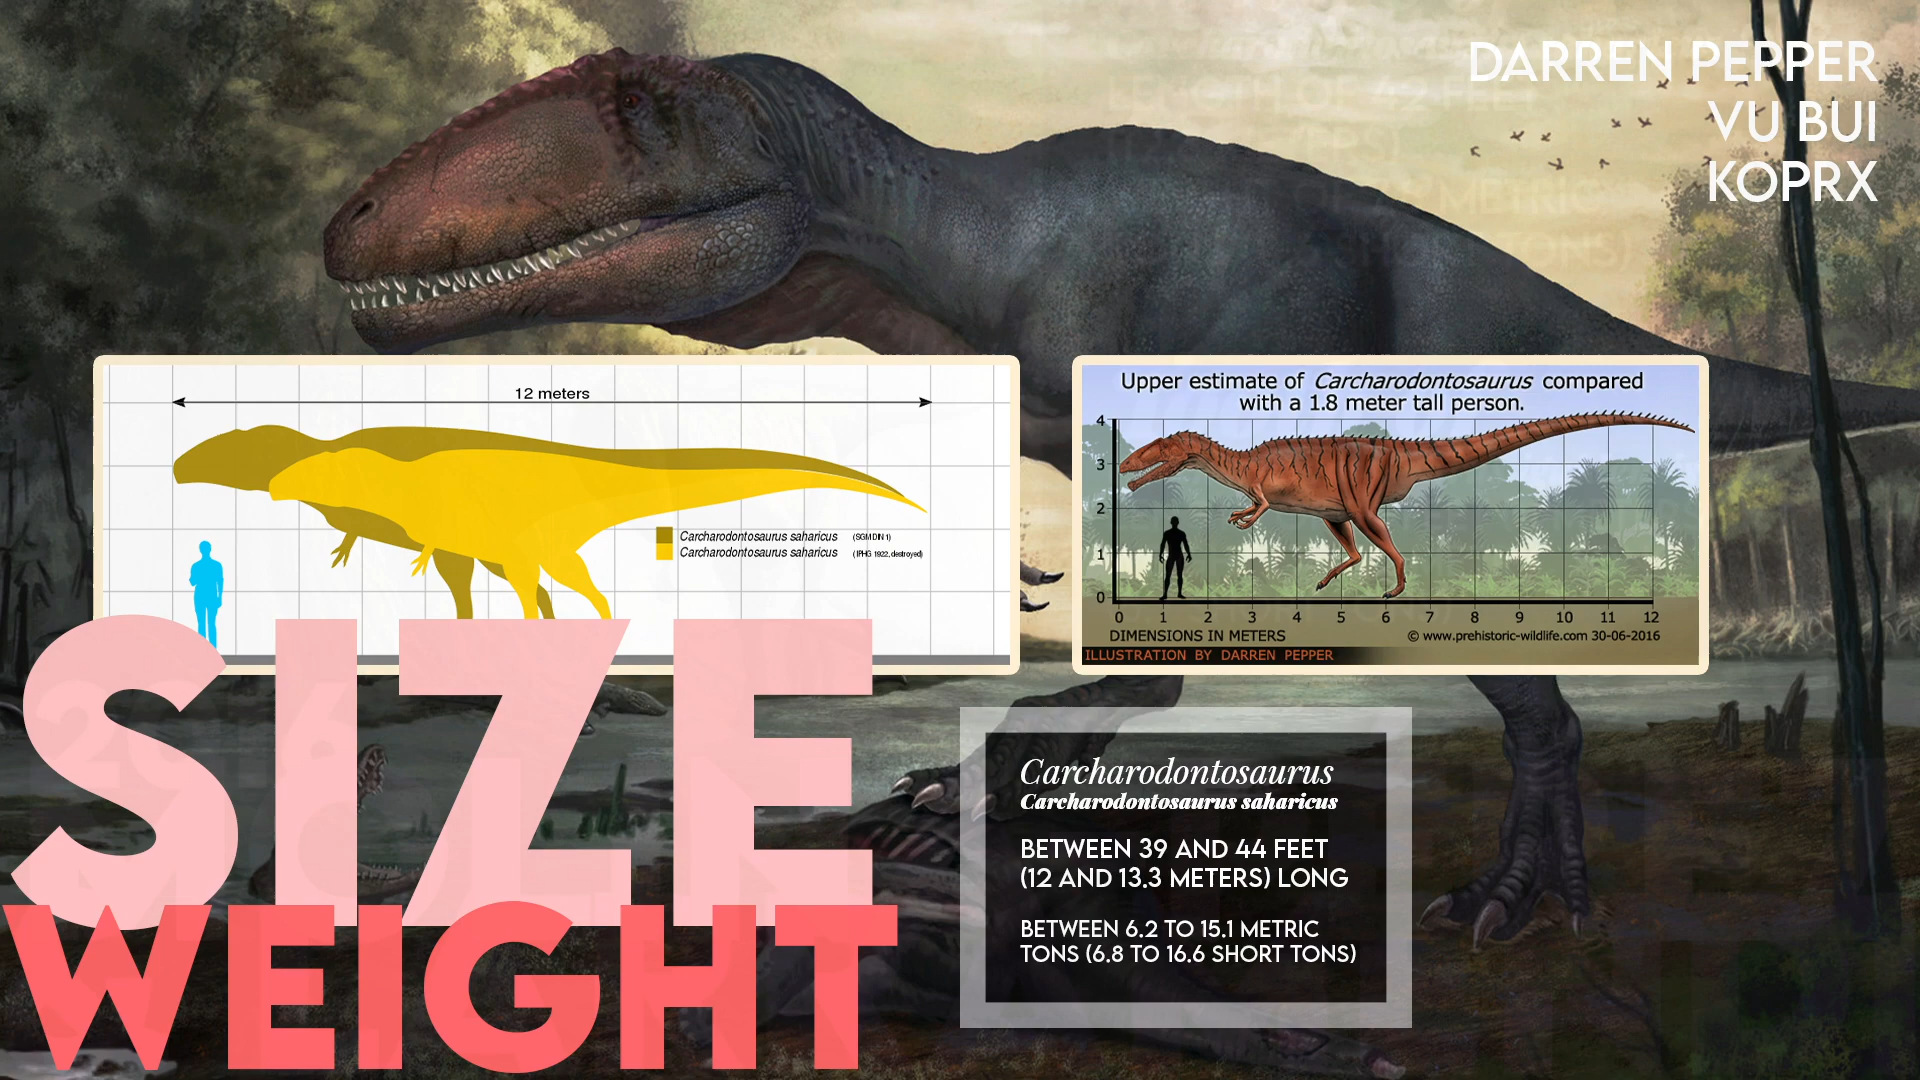 DARREN PEPPER
VU BUI
KOPRX
12 meters
Carcharodontosaurus saharicus (SGM DIN 1)
Carcharodontosaurus saharicus (IPHG 1922, destroyed)
Upper estimate of Carcharodontosaurus compared
with a 1.8 meter tall person.
4
3
2
1
0
0 1 2 3 4 5 6 7 8 9 10 11 12
DIMENSIONS IN METERS © www.prehistoric-wildlife.com 30-06-2016
ILLUSTRATION BY DARREN PEPPER
SIZE
WEIGHT
Carcharodontosaurus
Carcharodontosaurus saharicus
BETWEEN 39 AND 44 FEET
(12 AND 13.3 METERS) LONG
BETWEEN 6.2 TO 15.1 METRIC
TONS (6.8 TO 16.6 SHORT TONS)